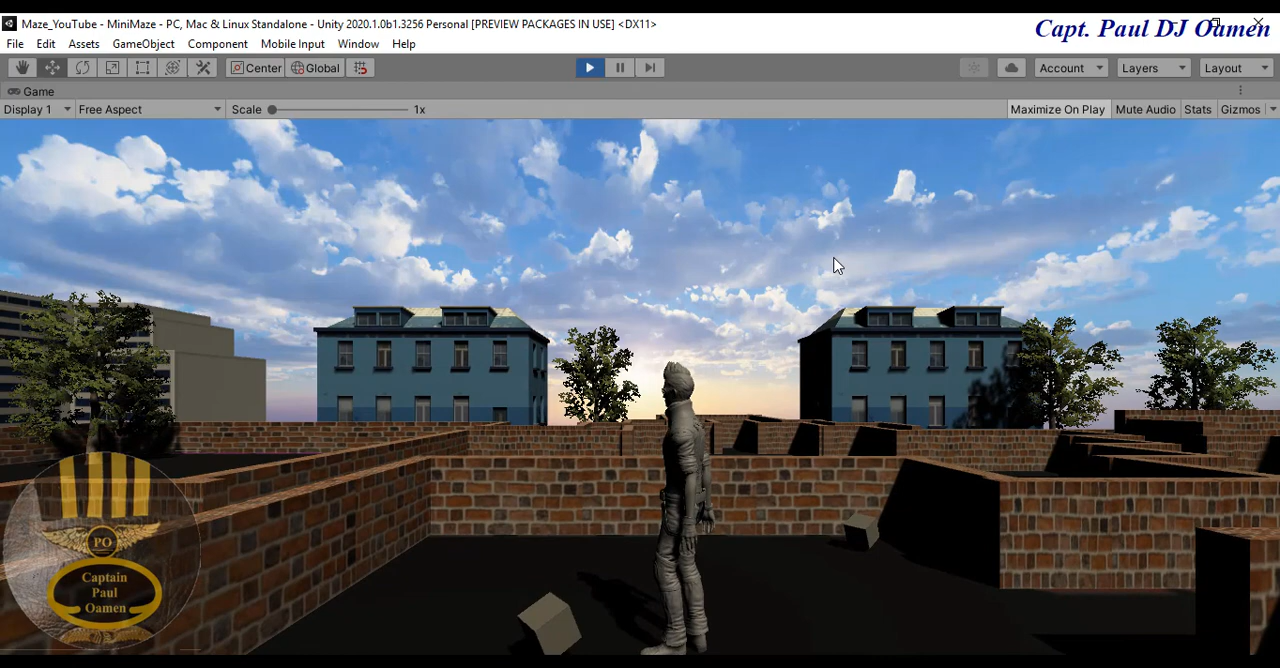 Maze_YouTube - MiniMaze - PC, Mac & Linux Standalone - Unity 2020.1.0b1.3256 Personal [PREVIEW PACKAGES IN USE] <DX11>
Capt. Paul DJ Oamen
File Edit Assets GameObject Component Mobile Input Window Help
Center Global Account Layers Layout
Game
Display 1 Free Aspect Scale 1x Maximize On Play Mute Audio Stats Gizmos
PO
Captain
Paul
Oamen